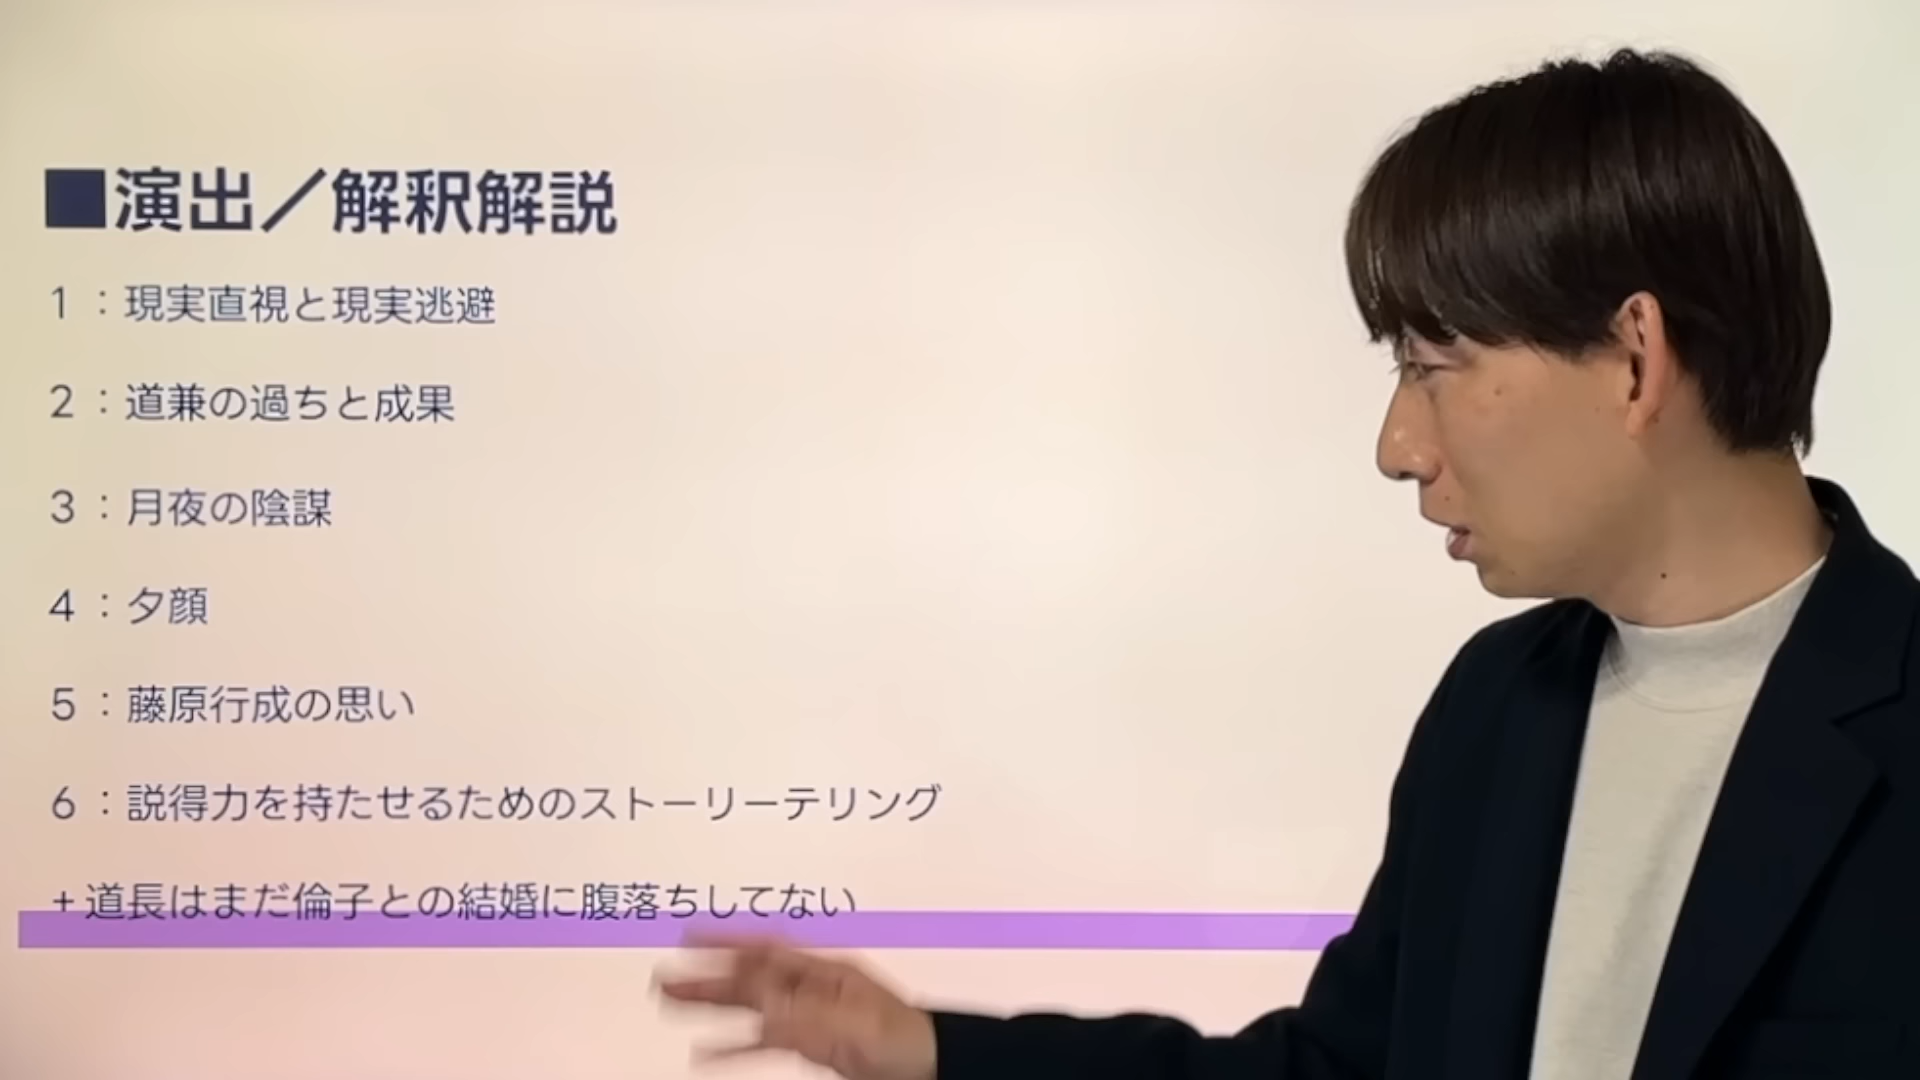 ■演出／解釈解説
1：現実直視と現実逃避
2：道兼の過ちと成果
3：月夜の陰謀
4：夕顔
5：藤原行成の思い
6：説得力を持たせるためのストーリーテリング
+道長はまだ倫子との結婚に腹落ちしてない